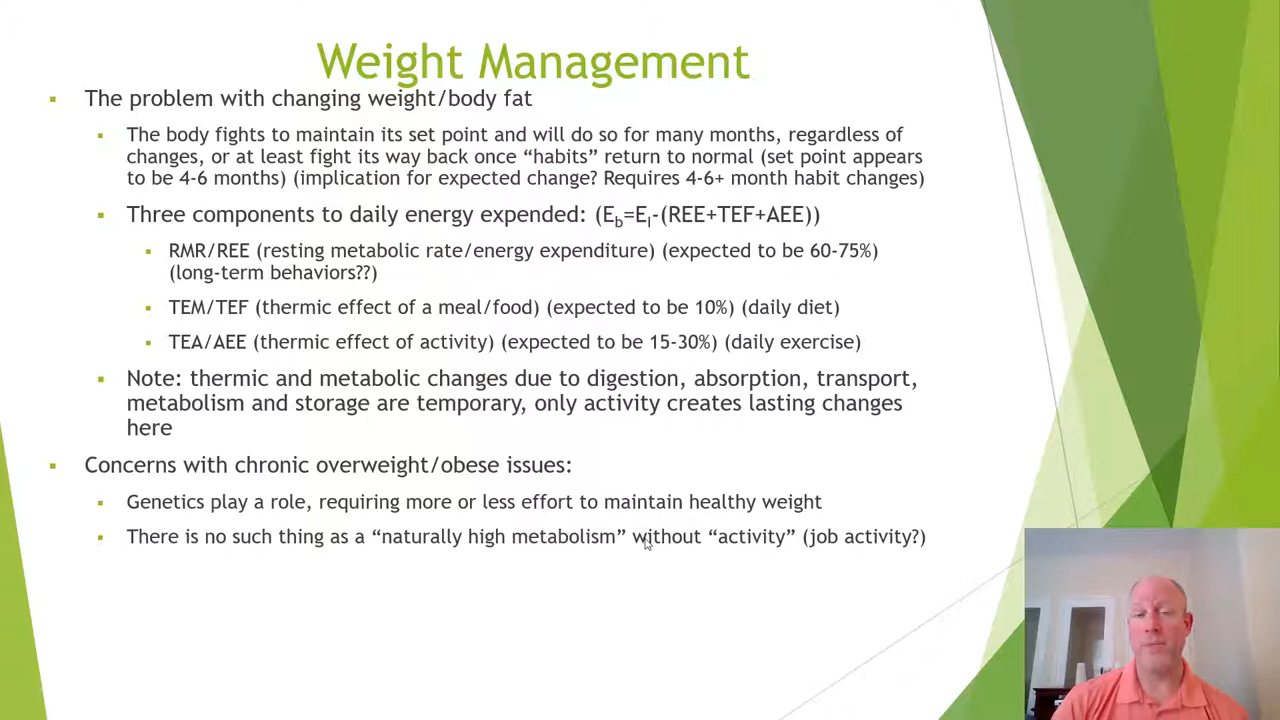 Weight Management
The problem with changing weight/body fat
The body fights to maintain its set point and will do so for many months, regardless of
changes, or at least fight its way back once “habits” return to normal (set point appears
to be 4-6 months) (implication for expected change? Requires 4-6+ month habit changes)
Three components to daily energy expended: (Eb=EI-(REE+TEF+AEE))
RMR/REE (resting metabolic rate/energy expenditure) (expected to be 60-75%)
(long-term behaviors??)
TEM/TEF (thermic effect of a meal/food) (expected to be 10%) (daily diet)
TEA/AEE (thermic effect of activity) (expected to be 15-30%) (daily exercise)
Note: thermic and metabolic changes due to digestion, absorption, transport,
metabolism and storage are temporary, only activity creates lasting changes
here
Concerns with chronic overweight/obese issues:
Genetics play a role, requiring more or less effort to maintain healthy weight
There is no such thing as a “naturally high metabolism” without “activity” (job activity?)